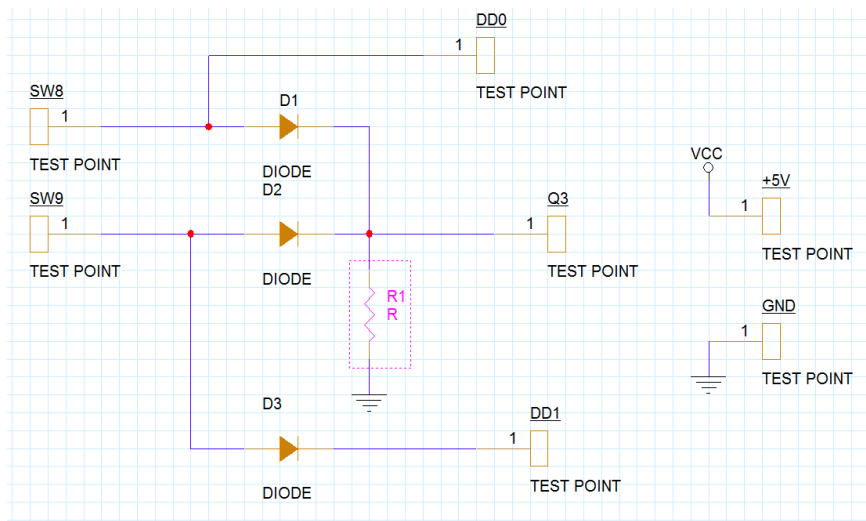 DD0
1
TEST POINT
SW8
1
TEST POINT
D1
DIODE
D2
DIODE
SW9
1
TEST POINT
Q3
1
TEST POINT
R1
R
D3
DIODE
DD1
1
TEST POINT
VCC
+5V
1
TEST POINT
GND
1
TEST POINT